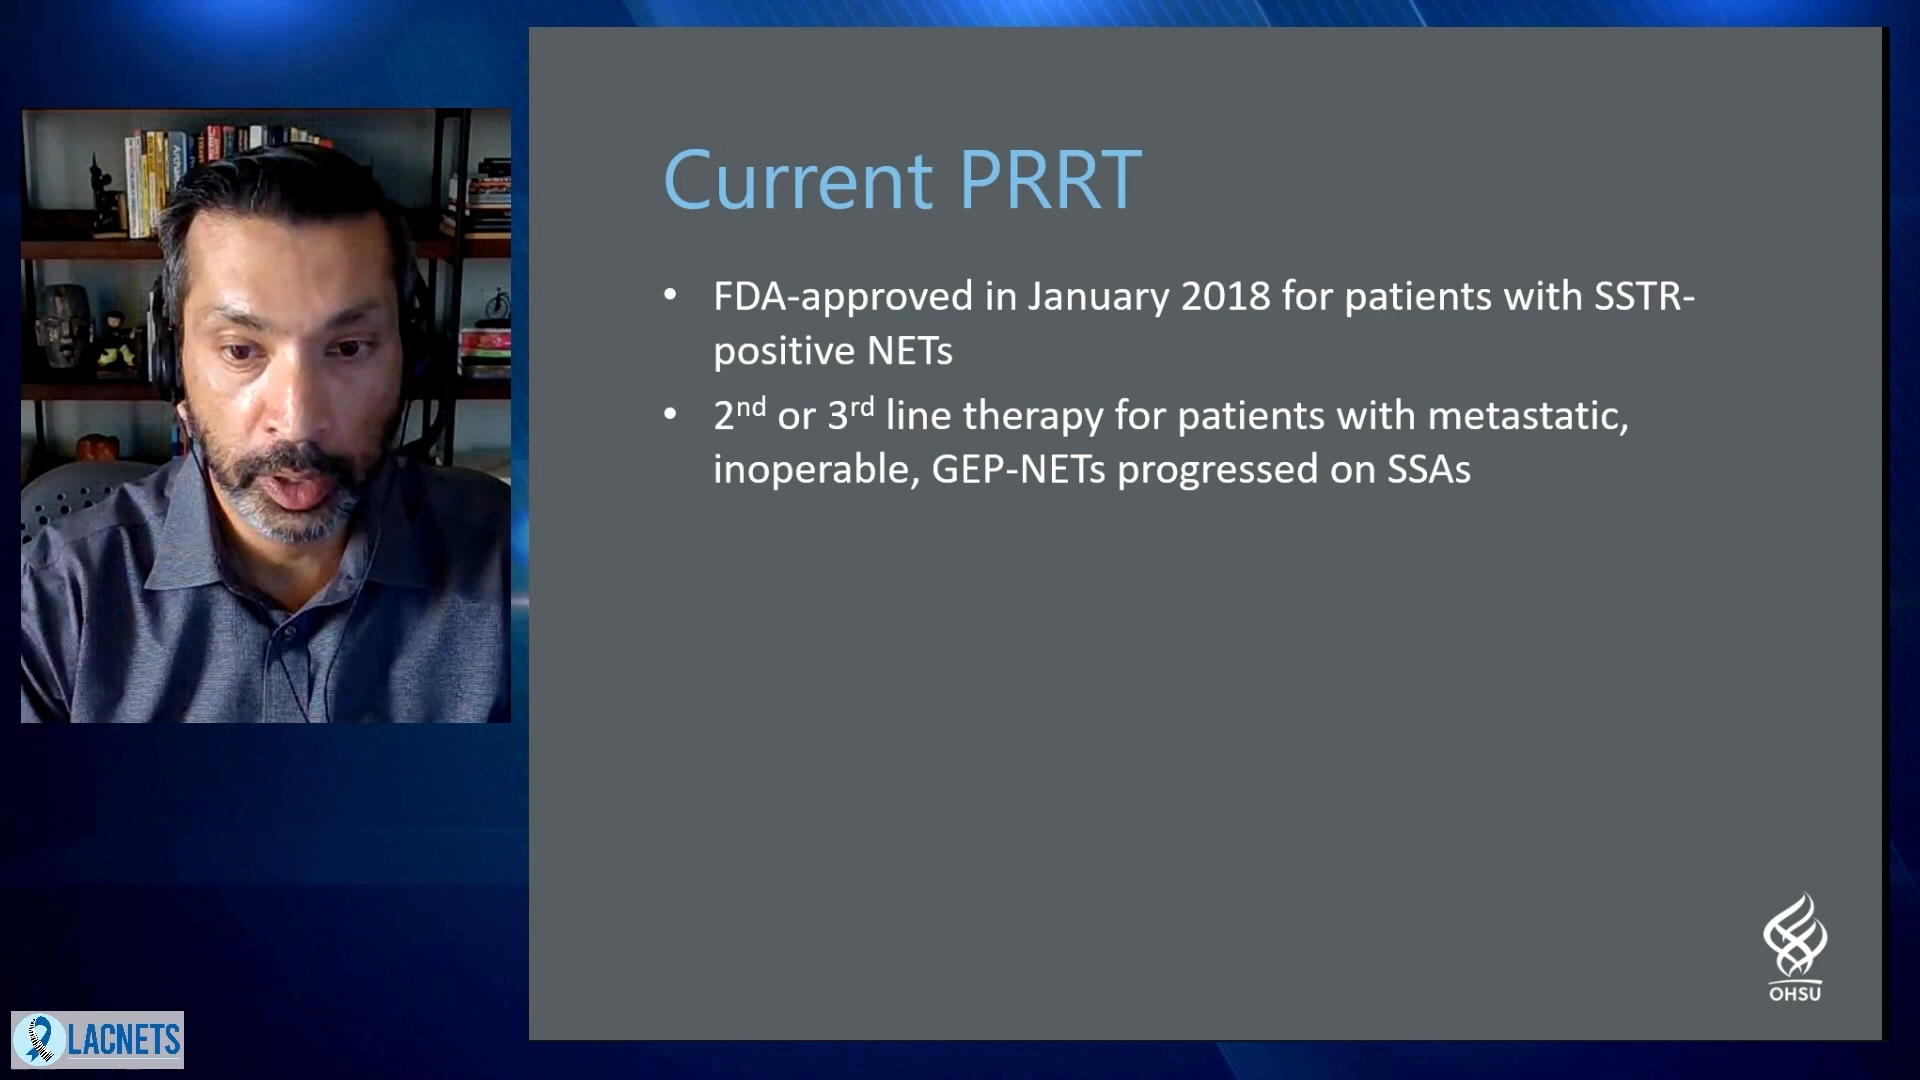 Current PRRT
• FDA-approved in January 2018 for patients with SSTR-
positive NETs
• 2nd or 3rd line therapy for patients with metastatic,
inoperable, GEP-NETs progressed on SSAs
OHSU
LACNETS